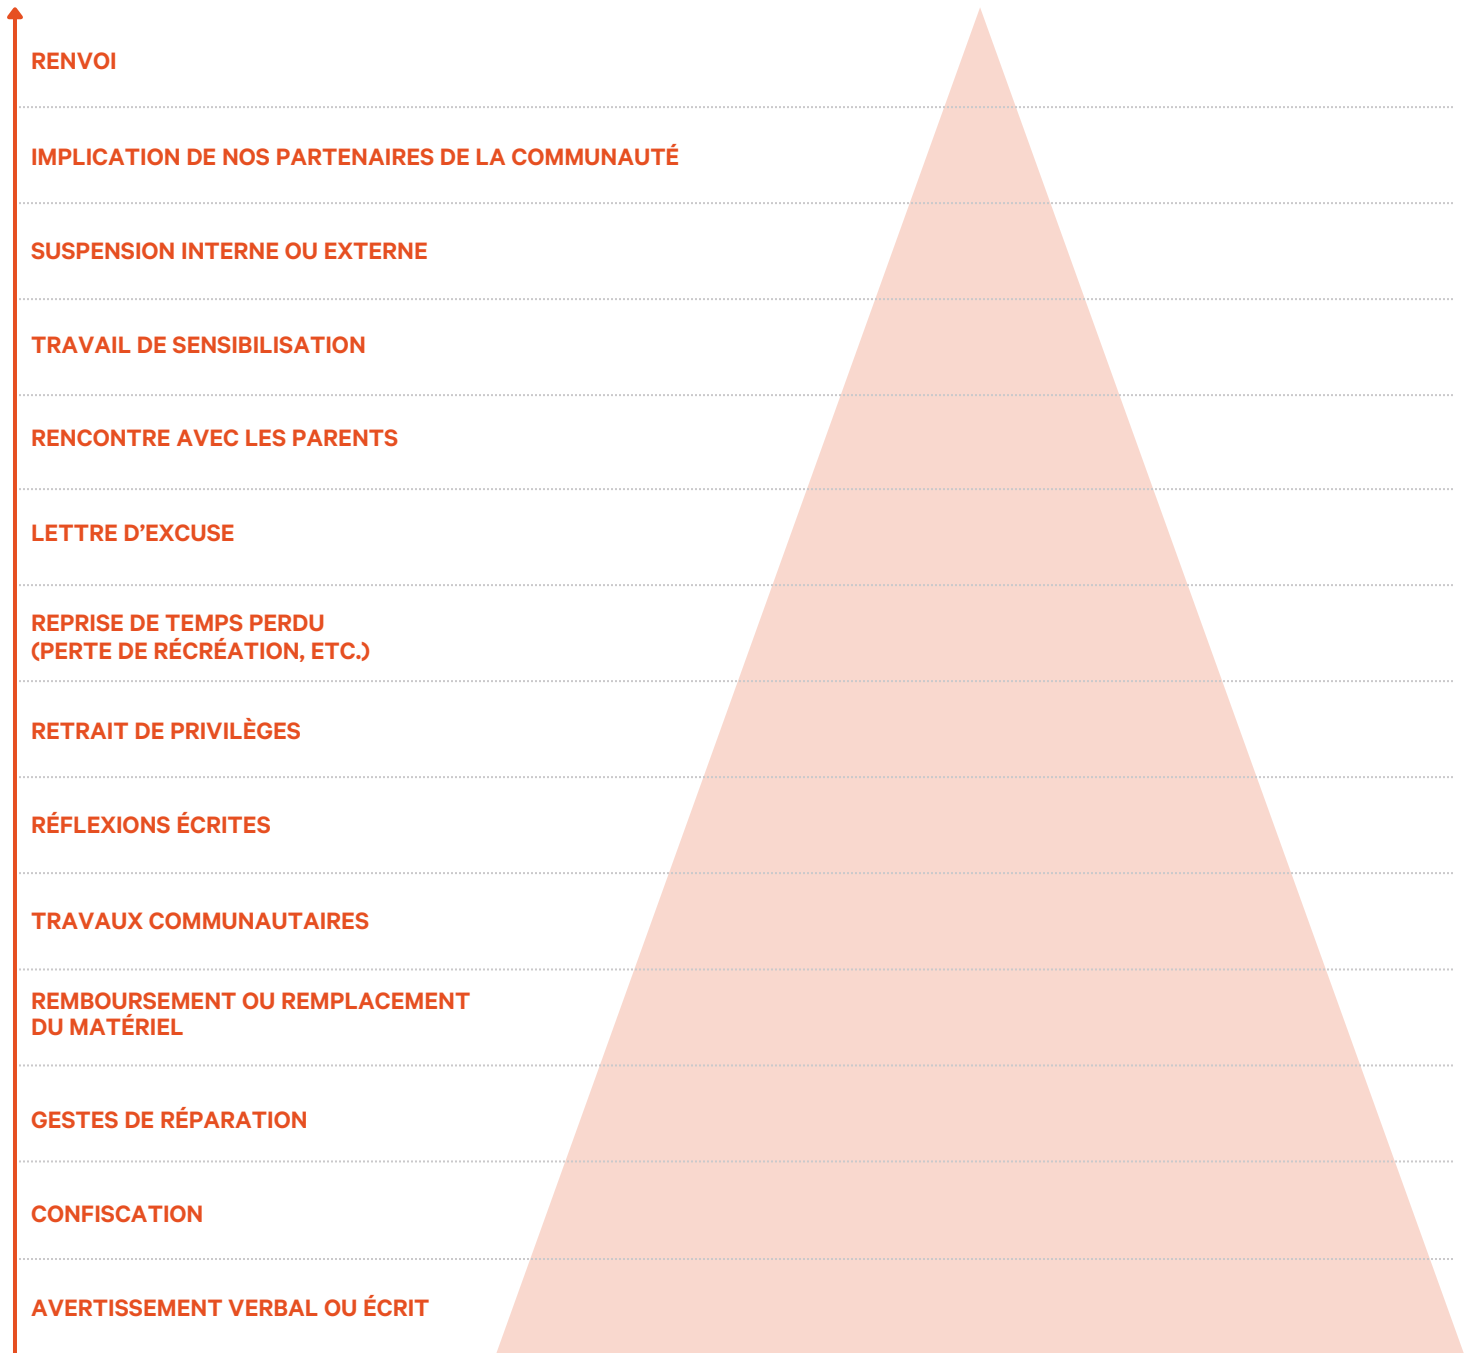 RENVOI
IMPLICATION DE NOS PARTENAIRES DE LA COMMUNAUTÉ
SUSPENSION INTERNE OU EXTERNE
TRAVAIL DE SENSIBILISATION
RENCONTRE AVEC LES PARENTS
LETTRE D’EXCUSE
REPRISE DE TEMPS PERDU
(PERTE DE RÉCRÉATION, ETC.)
RETRAIT DE PRIVILÈGES
RÉFLEXIONS ÉCRITES
TRAVAUX COMMUNAUTAIRES
REMBOURSEMENT OU REMPLACEMENT
DU MATÉRIEL
GESTES DE RÉPARATION
CONFISCATION
AVERTISSEMENT VERBAL OU ÉCRIT